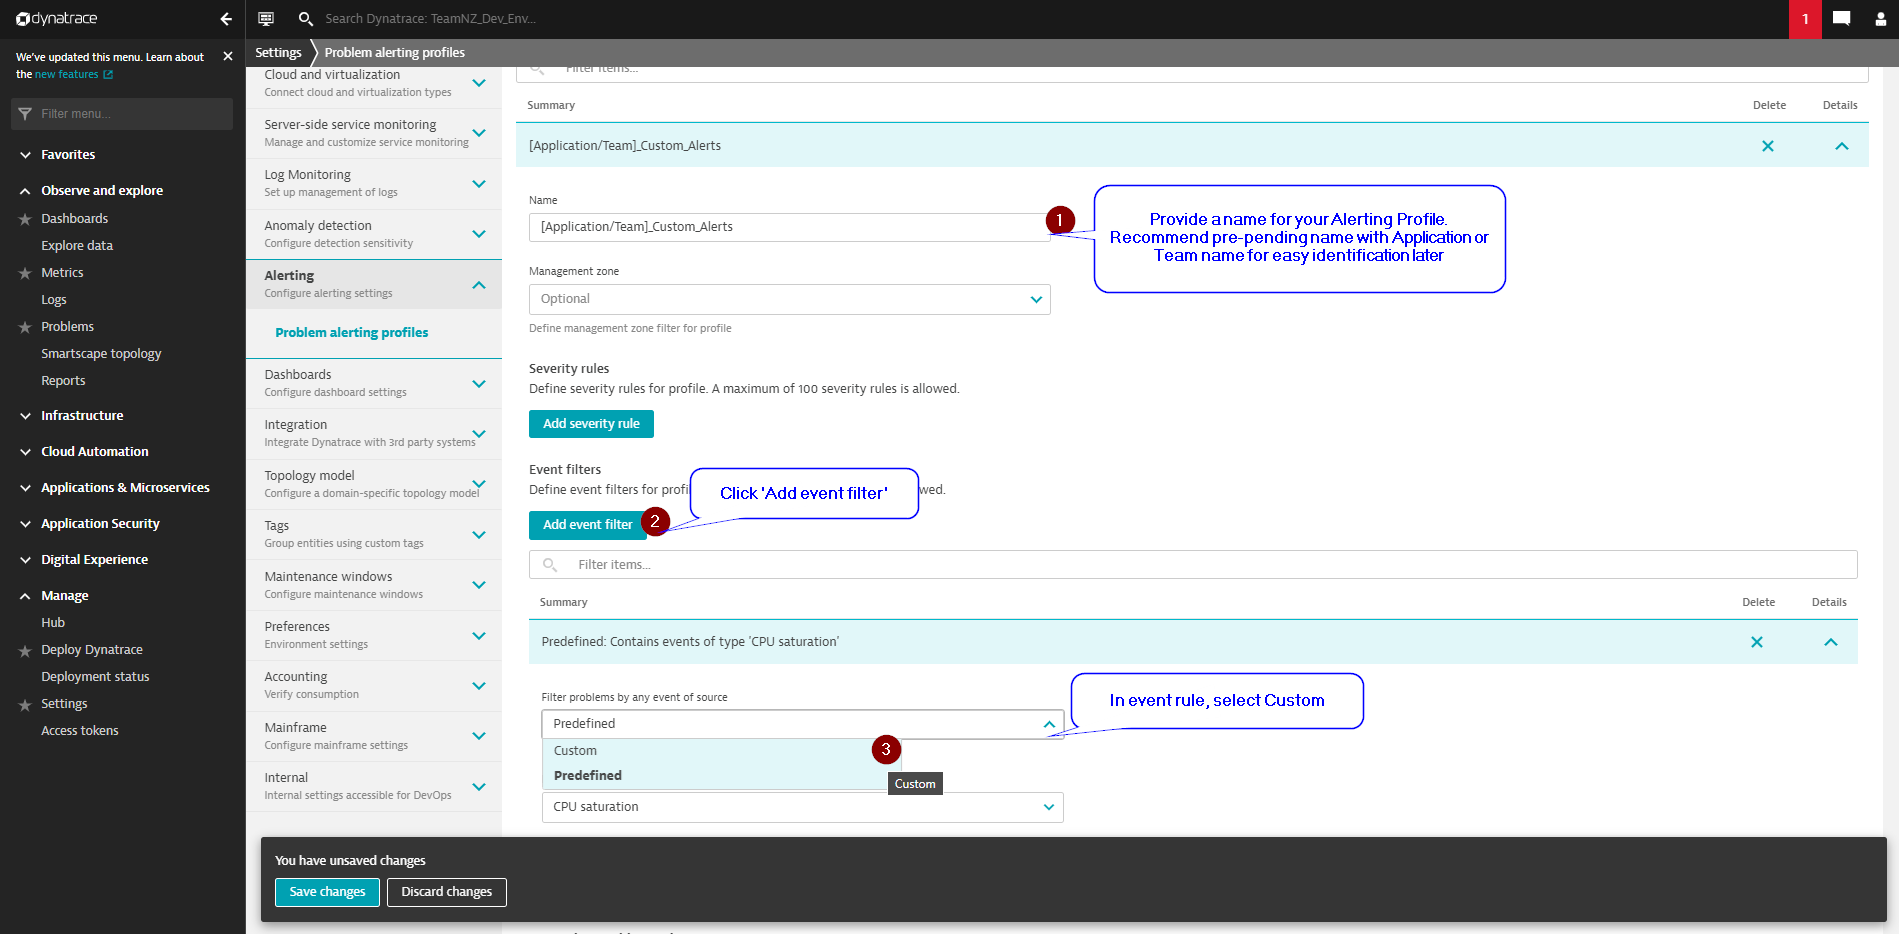 dynatrace
Search Dynatrace: TeamNZ_Dev_Env...
1
We've updated this menu. Learn about
the new features
Filter menu...
Favorites
Observe and explore
Dashboards
Explore data
Metrics
Logs
Problems
Smartscape topology
Reports
Infrastructure
Cloud Automation
Applications & Microservices
Application Security
Digital Experience
Manage
Hub
Deploy Dynatrace
Deployment status
Settings
Access tokens
Settings
Problem alerting profiles
Cloud and virtualization
Connect cloud and virtualization types
Server-side service monitoring
Manage and customize service monitoring
Log Monitoring
Set up management of logs
Anomaly detection
Configure detection sensitivity
Alerting
Configure alerting settings
Problem alerting profiles
Dashboards
Configure dashboard settings
Integration
Integrate Dynatrace with 3rd party systems
Topology model
Configure a domain-specific topology model
Tags
Group entities using custom tags
Maintenance windows
Configure maintenance windows
Preferences
Environment settings
Accounting
Verify consumption
Mainframe
Configure mainframe settings
Internal
Internal settings accessible for DevOps
Filter items...
Summary
Delete
Details
[Application/Team]_Custom_Alerts
Name
[Application/Team]_Custom_Alerts
1
Provide a name for your Alerting Profile.
Recommend pre-pending name with Application or
Team name for easy identification later
Management zone
Optional
Define management zone filter for profile
Severity rules
Define severity rules for profile. A maximum of 100 severity rules is allowed.
Add severity rule
Event filters
Define event filters for profi
wed.
Click 'Add event filter'
Add event filter
2
Filter items...
Summary
Delete
Details
Predefined: Contains events of type 'CPU saturation'
Filter problems by any event of source
Predefined
In event rule, select Custom
Custom
3
Predefined
Custom
CPU saturation
You have unsaved changes
Save changes
Discard changes